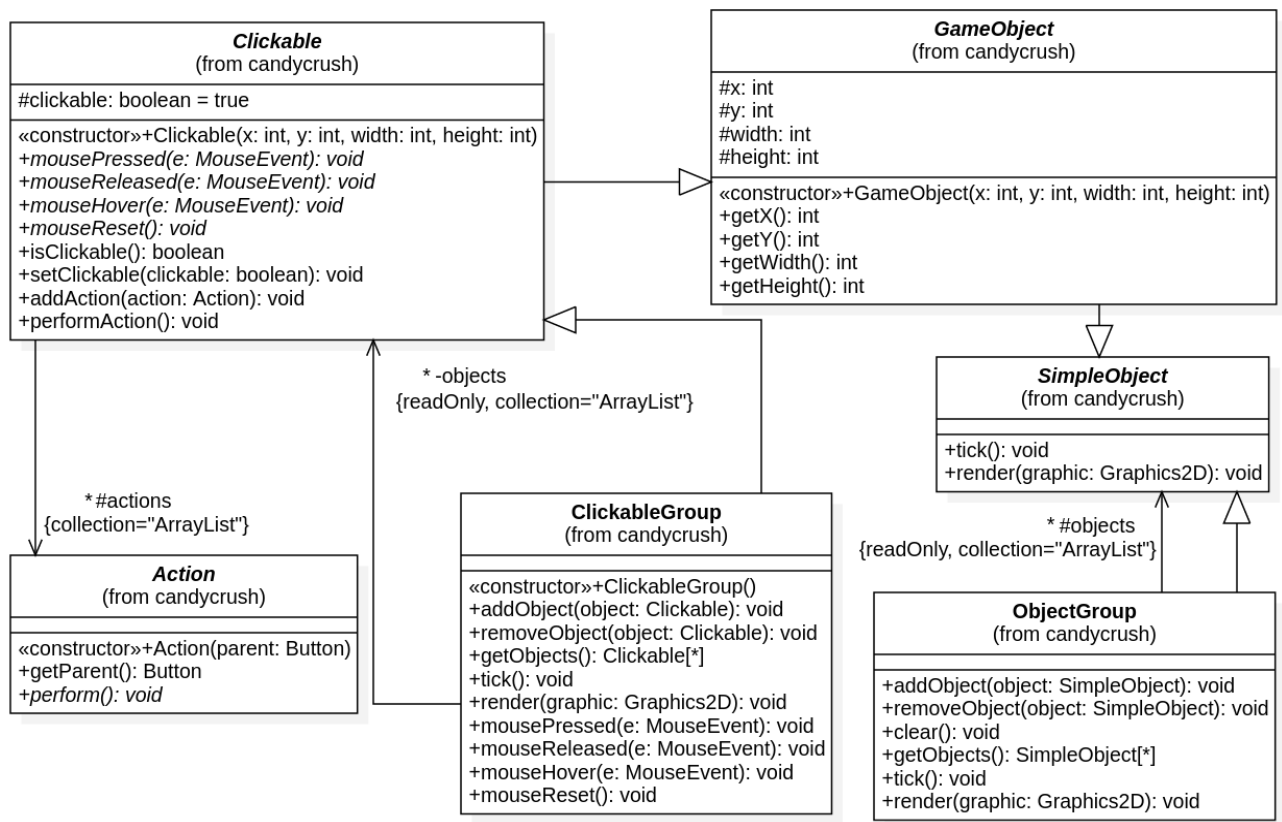 Clickable
(from candycrush)
#clickable: boolean = true
«constructor»+Clickable(x: int, y: int, width: int, height: int)
+mousePressed(e: MouseEvent): void
+mouseReleased(e: MouseEvent): void
+mouseHover(e: MouseEvent): void
+mouseReset(): void
+isClickable(): boolean
+setClickable(clickable: boolean): void
+addAction(action: Action): void
+performAction(): void
GameObject
(from candycrush)
#x: int
#y: int
#width: int
#height: int
«constructor»+GameObject(x: int, y: int, width: int, height: int)
+getX(): int
+getY(): int
+getWidth(): int
+getHeight(): int
* -objects
{readOnly, collection="ArrayList"}
SimpleObject
(from candycrush)
+tick(): void
+render(graphic: Graphics2D): void
* #actions
{collection="ArrayList"}
* #objects
{readOnly, collection="ArrayList"}
Action
(from candycrush)
«constructor»+Action(parent: Button)
+getParent(): Button
+perform(): void
ClickableGroup
(from candycrush)
«constructor»+ClickableGroup()
+addObject(object: Clickable): void
+removeObject(object: Clickable): void
+getObjects(): Clickable[*]
+tick(): void
+render(graphic: Graphics2D): void
+mousePressed(e: MouseEvent): void
+mouseReleased(e: MouseEvent): void
+mouseHover(e: MouseEvent): void
+mouseReset(): void
ObjectGroup
(from candycrush)
+addObject(object: SimpleObject): void
+removeObject(object: SimpleObject): void
+clear(): void
+getObjects(): SimpleObject[*]
+tick(): void
+render(graphic: Graphics2D): void